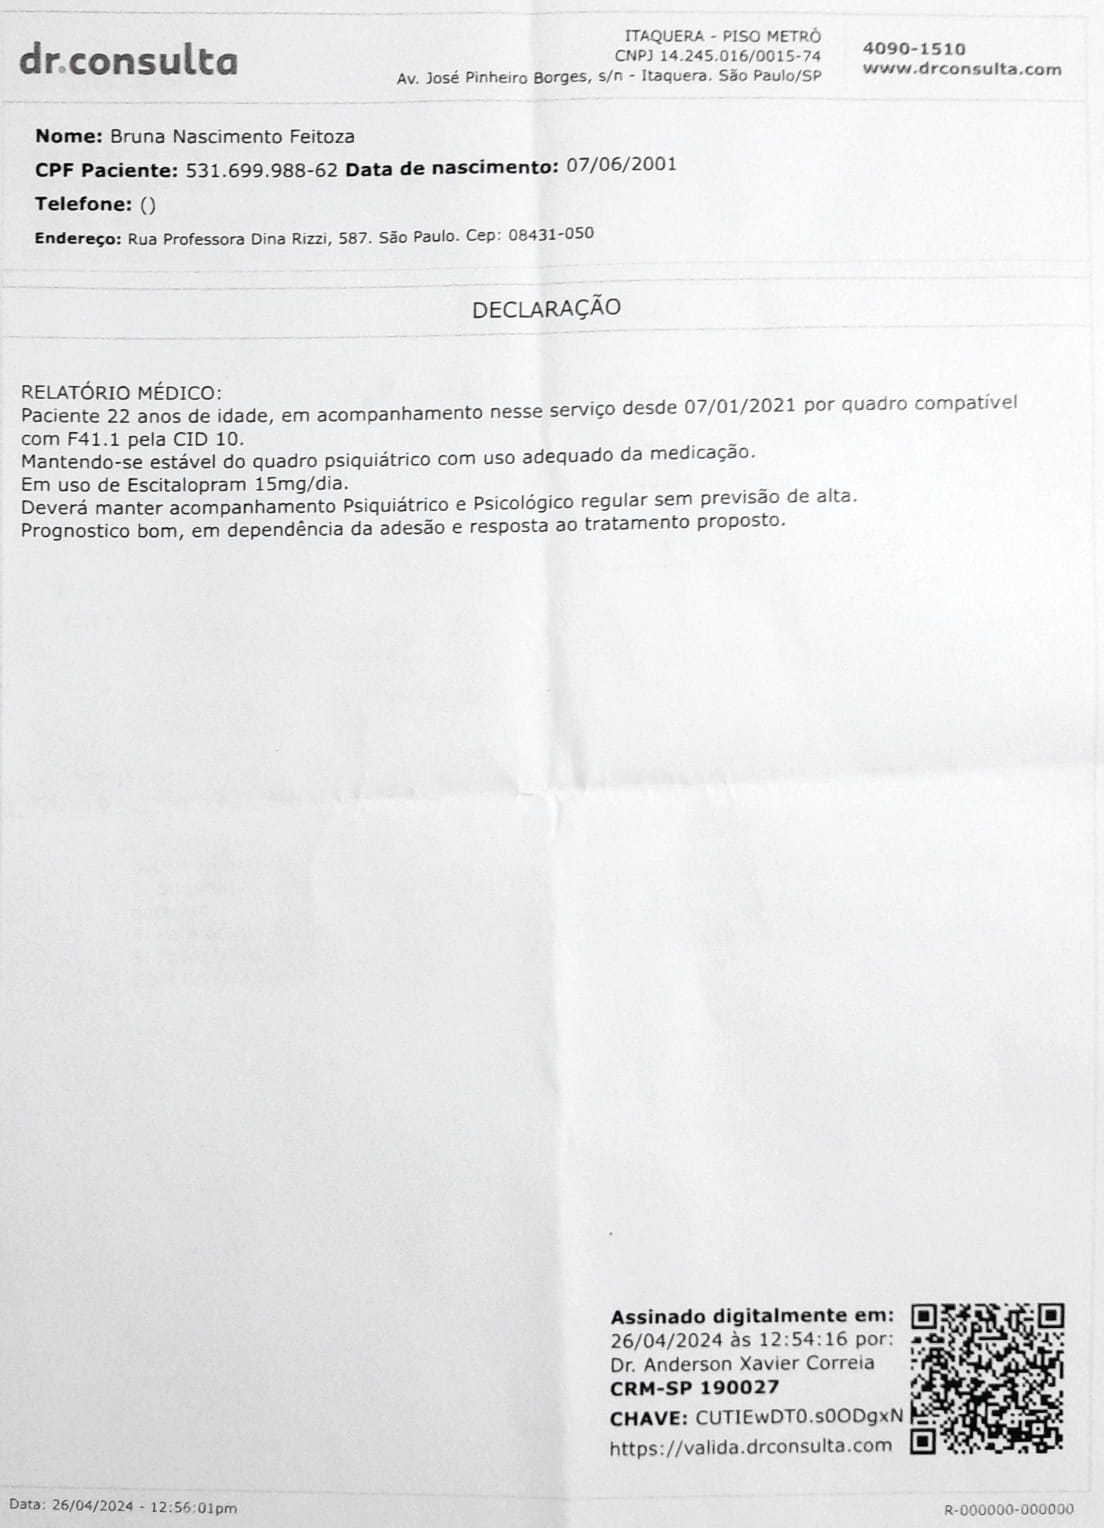 dr.consulta
ITAQUERA - PISO METRÔ
CNPJ 14.245.016/0015-74
Av. José Pinheiro Borges, s/n - Itaquera. São Paulo/SP
4090-1510
www.drconsulta.com
Nome: Bruna Nascimento Feitoza
CPF Paciente: 531.699.988-62 Data de nascimento: 07/06/2001
Telefone: ()
Endereço: Rua Professora Dina Rizzi, 587. São Paulo. Cep: 08431-050
DECLARAÇÃO
RELATÓRIO MÉDICO:
Paciente 22 anos de idade, em acompanhamento nesse serviço desde 07/01/2021 por quadro compatível
com F41.1 pela CID 10.
Mantendo-se estável do quadro psiquiátrico com uso adequado da medicação.
Em uso de Escitalopram 15mg/dia.
Deverá manter acompanhamento Psiquiátrico e Psicológico regular sem previsão de alta.
Prognostico bom, em dependência da adesão e resposta ao tratamento proposto.
Assinado digitalmente em:
26/04/2024 às 12:54:16 por:
Dr. Anderson Xavier Correia
CRM-SP 190027
CHAVE: CUTIEwDT0.s0ODgxN
https://valida.drconsulta.com
Data: 26/04/2024 - 12:56:01pm
R-000000-000000